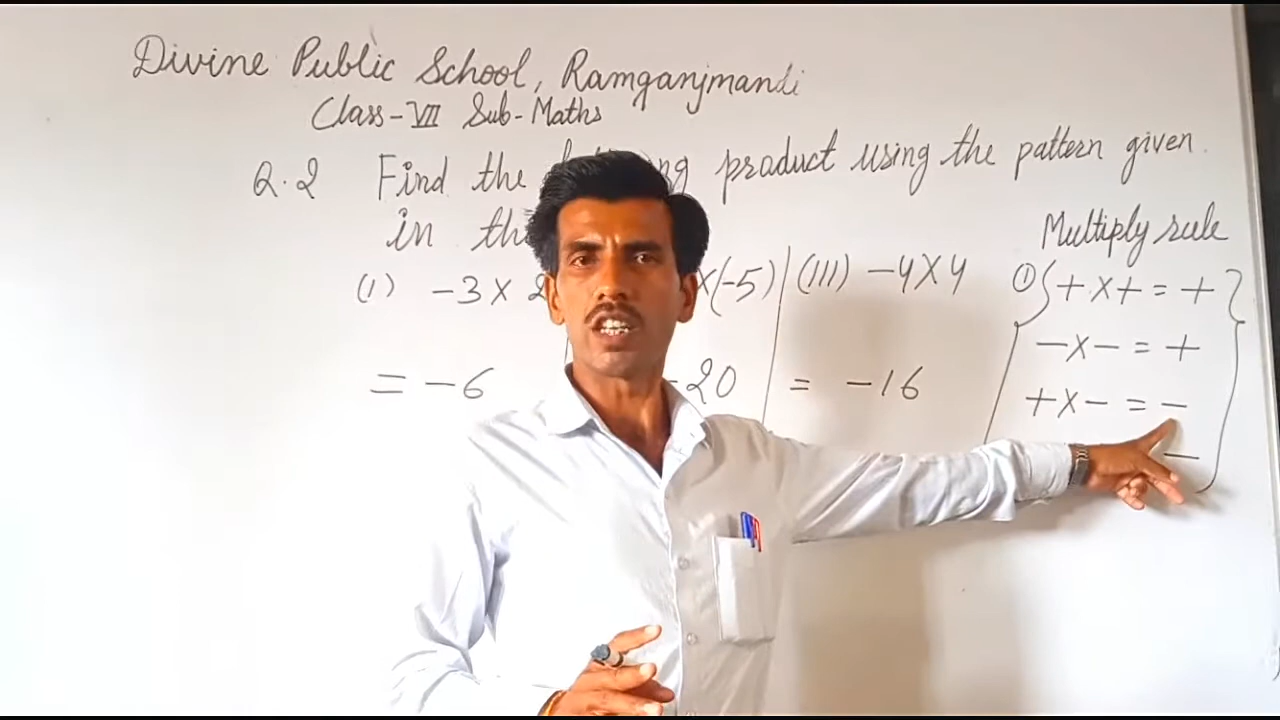 Divine Public School, Ramganjmandi
Class-VII Sub-Maths
Q.2 Find the product using the pattern given
in the
Multiply rule
(I) -3 X 2 X(-5) (III) -4 X 4
① + X + = +
- X - = +
= -6 -20 = -16
+ X - = -
-